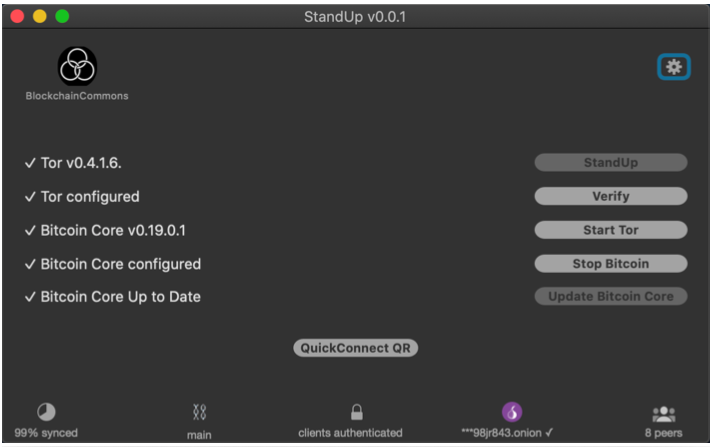 StandUp v0.0.1
BlockchainCommons
✓ Tor v0.4.1.6.
StandUp
✓ Tor configured
Verify
✓ Bitcoin Core v0.19.0.1
Start Tor
✓ Bitcoin Core configured
Stop Bitcoin
✓ Bitcoin Core Up to Date
Update Bitcoin Core
QuickConnect QR
99% synced
main
clients authenticated
***98jr843.onion ✓
8 peers